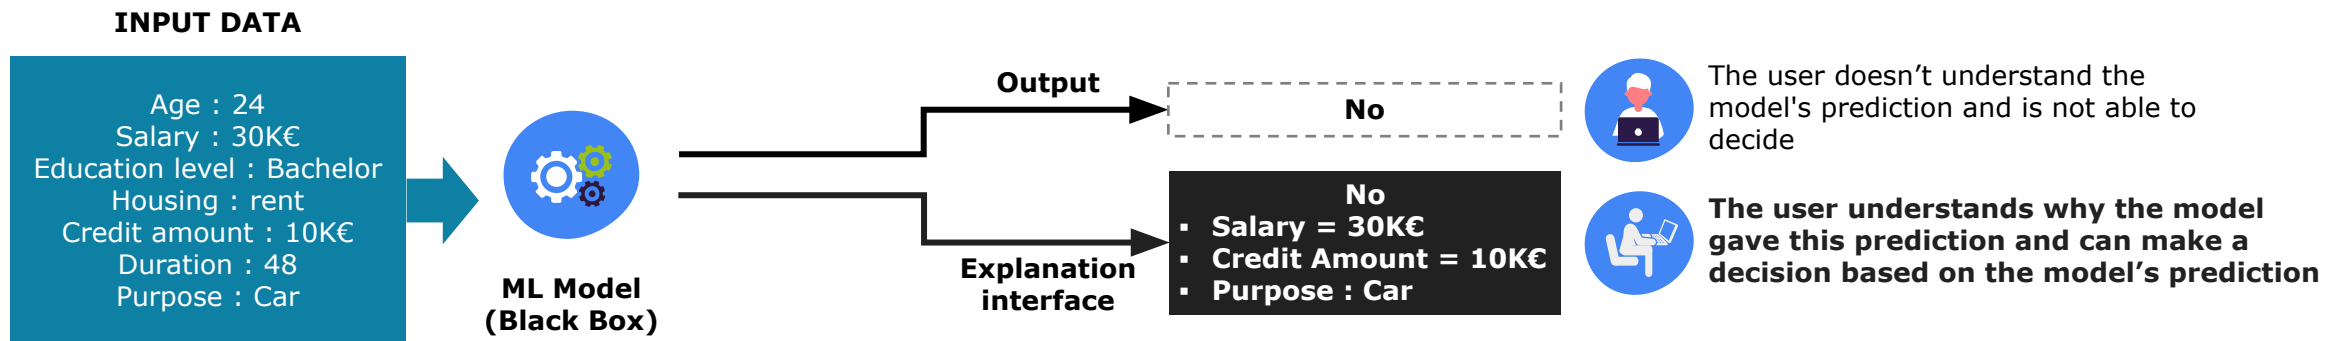 INPUT DATA
Age : 24
Salary : 30K€
Education level : Bachelor
Housing : rent
Credit amount : 10K€
Duration : 48
Purpose : Car
ML Model
(Black Box)
Output
No
The user doesn’t understand the
model's prediction and is not able to
decide
Explanation
interface
No
▪ Salary = 30K€
▪ Credit Amount = 10K€
▪ Purpose : Car
The user understands why the model
gave this prediction and can make a
decision based on the model’s prediction